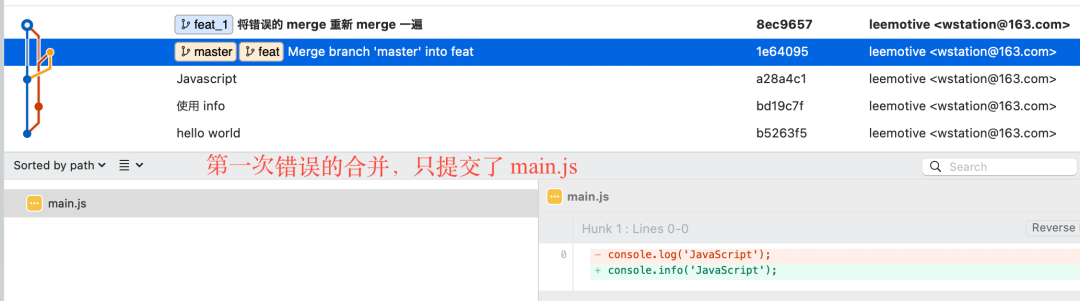 feat_1 将错误的 merge 重新 merge 一遍 8ec9657 leemotive <wstation@163.com>
master feat Merge branch 'master' into feat 1e64095 leemotive <wstation@163.com>
Javascript a28a4c1 leemotive <wstation@163.com>
使用 info bd19c7f leemotive <wstation@163.com>
hello world b5263f5 leemotive <wstation@163.com>
Sorted by path 第一次错误的合并，只提交了 main.js Search
main.js
main.js
Hunk 1 : Lines 0-0 Reverse
0 - console.log('JavaScript');
+ console.info('JavaScript');